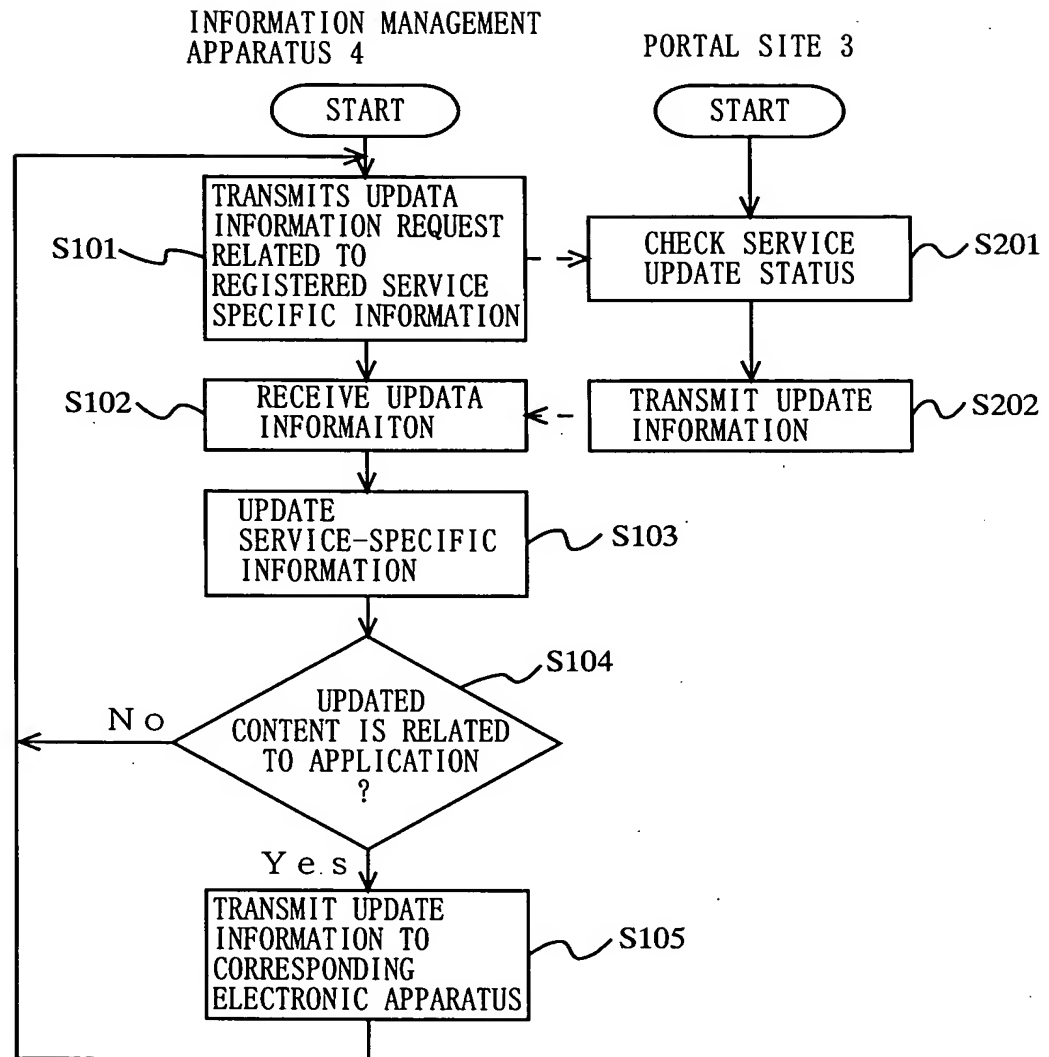 INFORMATION MANAGEMENT
APPARATUS 4
PORTAL SITE 3
START
START
TRANSMITS UPDATA
INFORMATION REQUEST
RELATED TO
REGISTERED SERVICE
SPECIFIC INFORMATION
S101
CHECK SERVICE
UPDATE STATUS
S201
RECEIVE UPDATA
INFORMAITON
S102
TRANSMIT UPDATE
INFORMATION
S202
UPDATE
SERVICE-SPECIFIC
INFORMATION
S103
UPDATED
CONTENT IS RELATED
TO APPLICATION
?
S104
No
Yes
TRANSMIT UPDATE
INFORMATION TO
CORRESPONDING
ELECTRONIC APPARATUS
S105